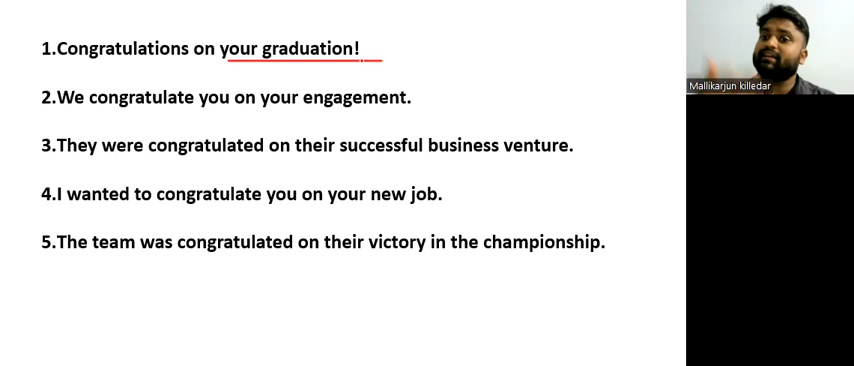 1.Congratulations on your graduation!
2.We congratulate you on your engagement.
3.They were congratulated on their successful business venture.
4.I wanted to congratulate you on your new job.
5.The team was congratulated on their victory in the championship.
Mallikarjun killedar